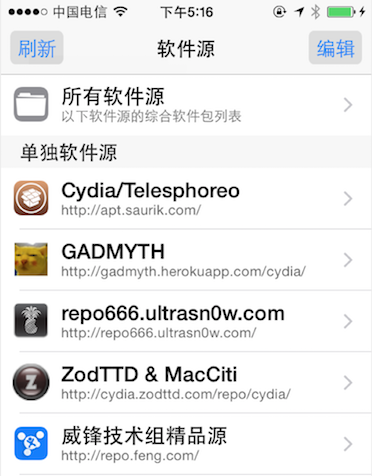 中国电信 下午5:16
刷新 软件源 编辑
所有软件源
以下软件源的综合软件包列表
单独软件源
Cydia/Telesphoreo
http://apt.saurik.com/
GADMYTH
http://gadmyth.herokuapp.com/cydia/
repo666.ultrasn0w.com
http://repo666.ultrasn0w.com/
Z
ZodTTD & MacCiti
http://cydia.zodttd.com/repo/cydia/
威锋技术组精品源
http://repo.feng.com/